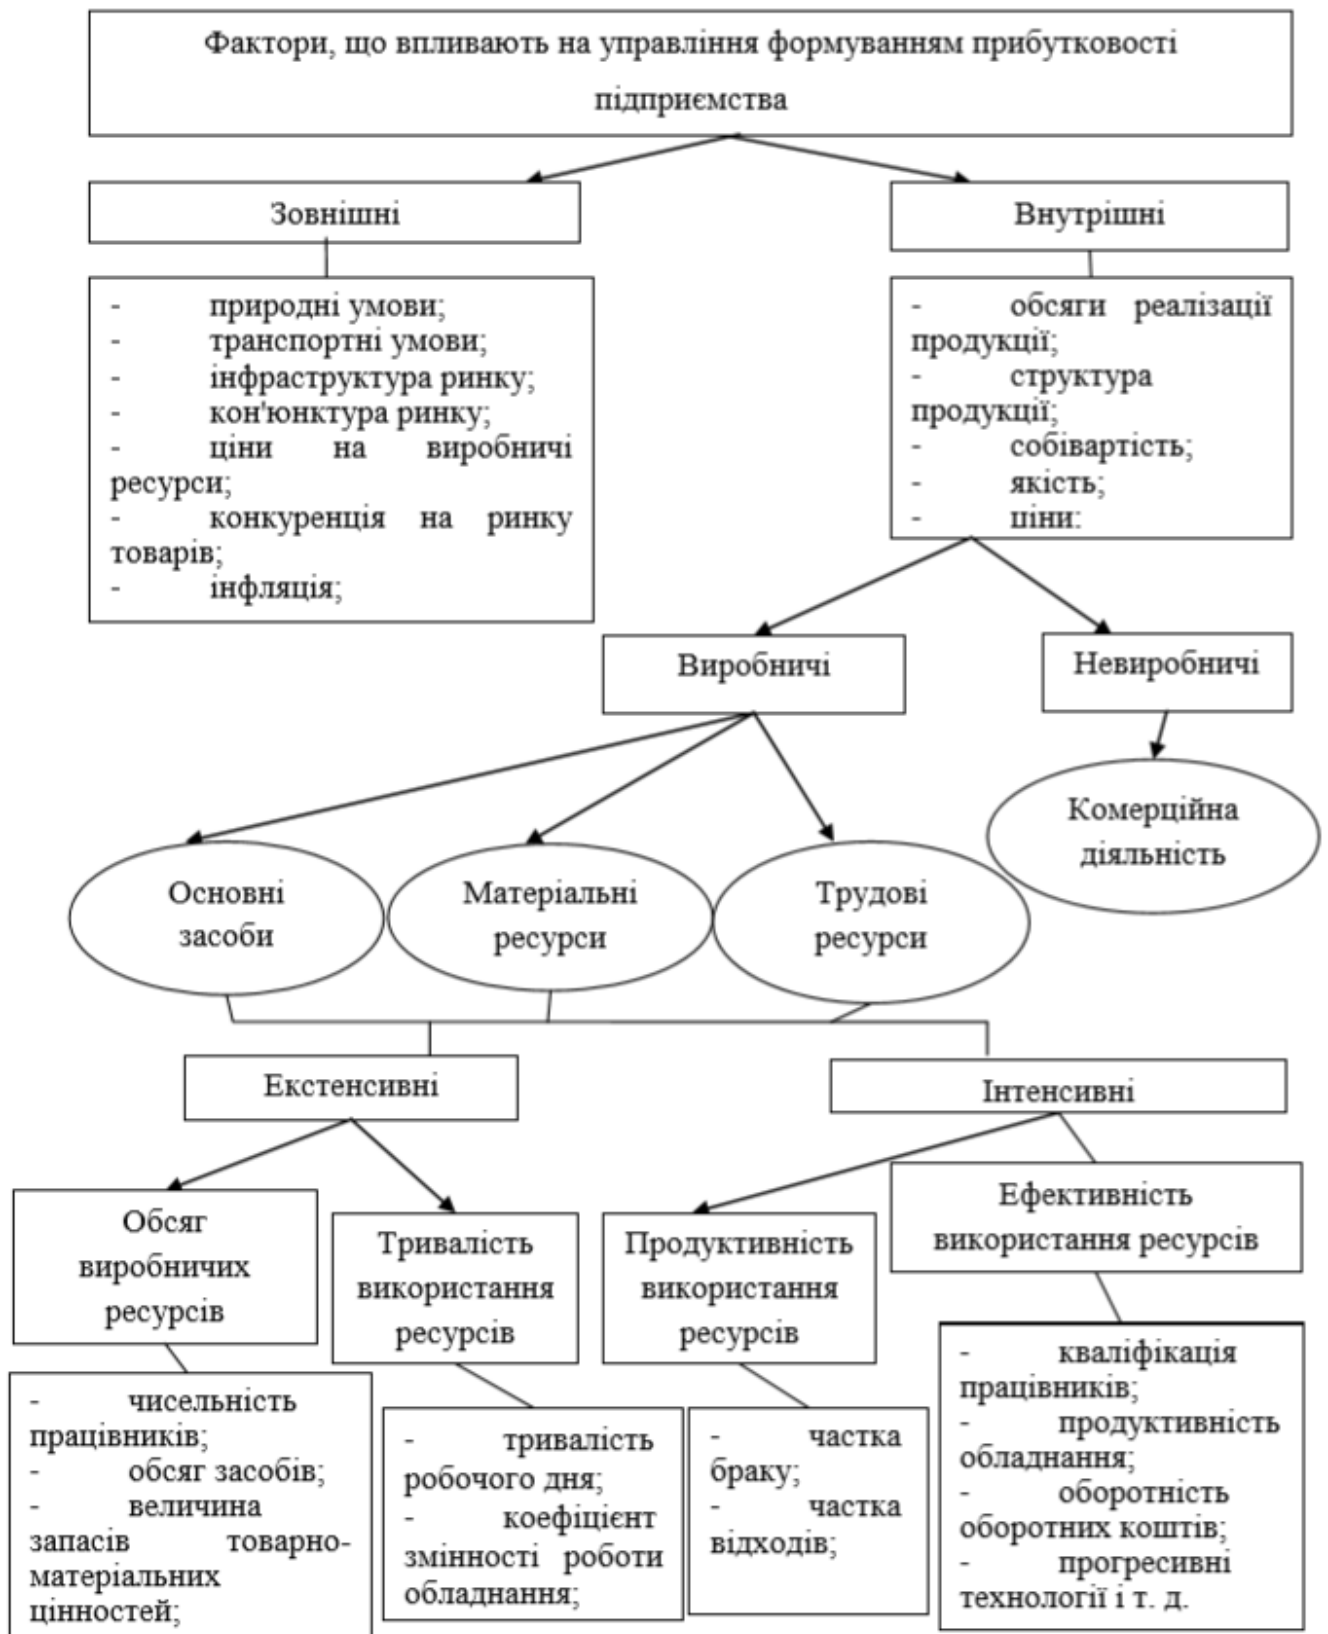 Фактори, що впливають на управління формуванням прибутковості
підприємства
Зовнішні
Внутрішні
- природні умови;
- транспортні умови;
- інфраструктура ринку;
- кон'юнктура ринку;
- ціни на виробничі
ресурси;
- конкуренція на ринку
товарів;
- інфляція;
- обсяги реалізації
продукції;
- структура
продукції;
- собівартість;
- якість;
- ціни:
Виробничі
Невиробничі
Комерційна
діяльність
Основні
засоби
Матеріальні
ресурси
Трудові
ресурси
Екстенсивні
Інтенсивні
Обсяг
виробничих
ресурсів
Тривалість
використання
ресурсів
Продуктивність
використання
ресурсів
Ефективність
використання ресурсів
- чисельність
працівників;
- обсяг засобів;
- величина
запасів товарно-
матеріальних
цінностей;
- тривалість
робочого дня;
- коефіцієнт
змінності роботи
обладнання;
- частка
браку;
- частка
відходів;
- кваліфікація
працівників;
- продуктивність
обладнання;
- оборотність
оборотних коштів;
- прогресивні
технології і т. д.